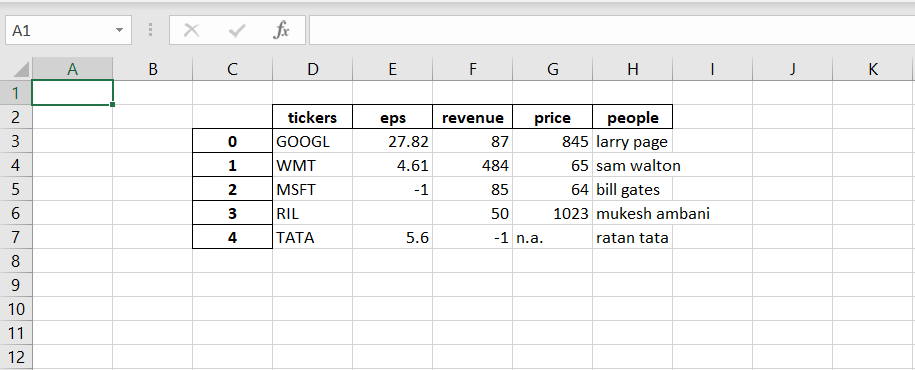 A1 fx
A B C D E F G H I J K
1
2 tickers eps revenue price people
3 0 GOOGL 27.82 87 845 larry page
4 1 WMT 4.61 484 65 sam walton
5 2 MSFT -1 85 64 bill gates
6 3 RIL 50 1023 mukesh ambani
7 4 TATA 5.6 -1 n.a. ratan tata
8
9
10
11
12